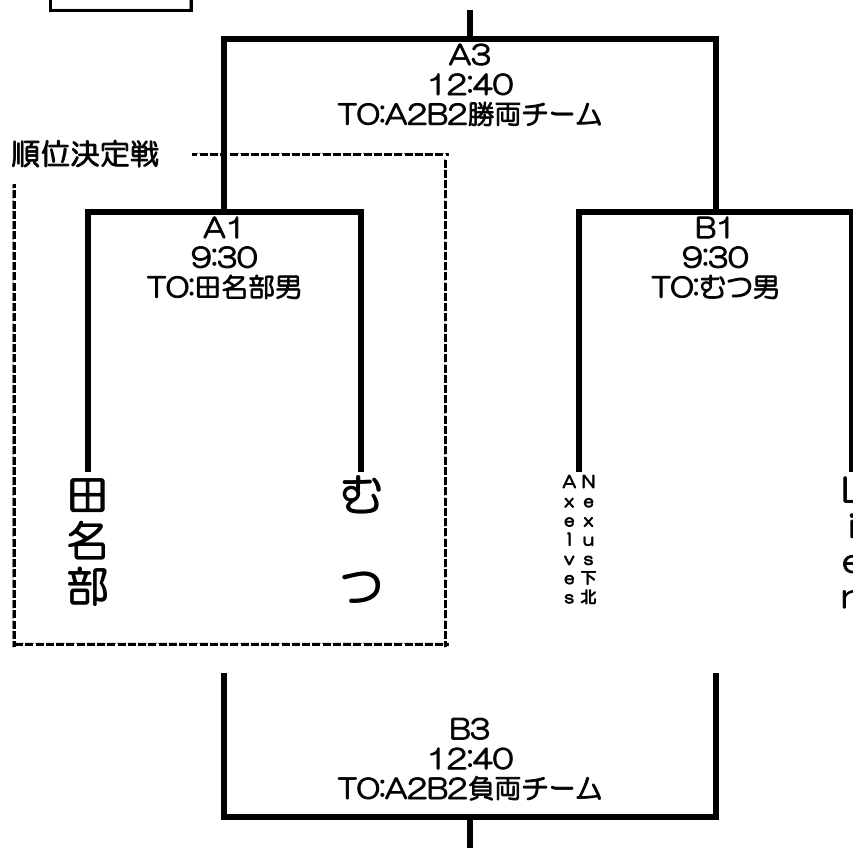 A3
12:40
TO:A2B2勝両チーム
順位決定戦
A1
9:30
TO:田名部男
B1
9:30
TO:むつ男
田名部
むつ
Nexus下北
Axelves
B3
12:40
TO:A2B2負両チーム